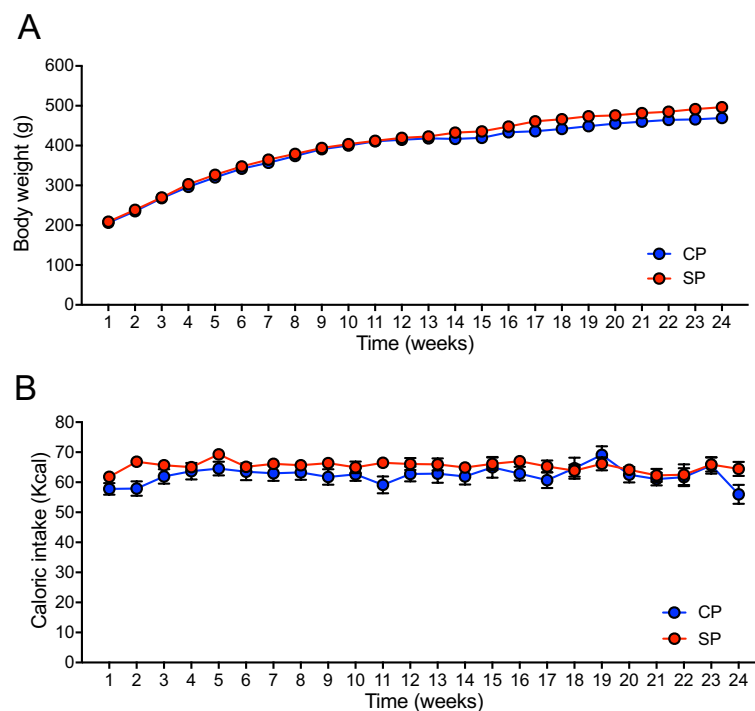 A
600
500
400
300
200
100
0
Body weight (g)
CP
SP
1 2 3 4 5 6 7 8 9 10 11 12 13 14 15 16 17 18 19 20 21 22 23 24
Time (weeks)
B
80
70
60
50
40
30
20
10
0
Caloric intake (Kcal)
CP
SP
1 2 3 4 5 6 7 8 9 10 11 12 13 14 15 16 17 18 19 20 21 22 23 24
Time (weeks)